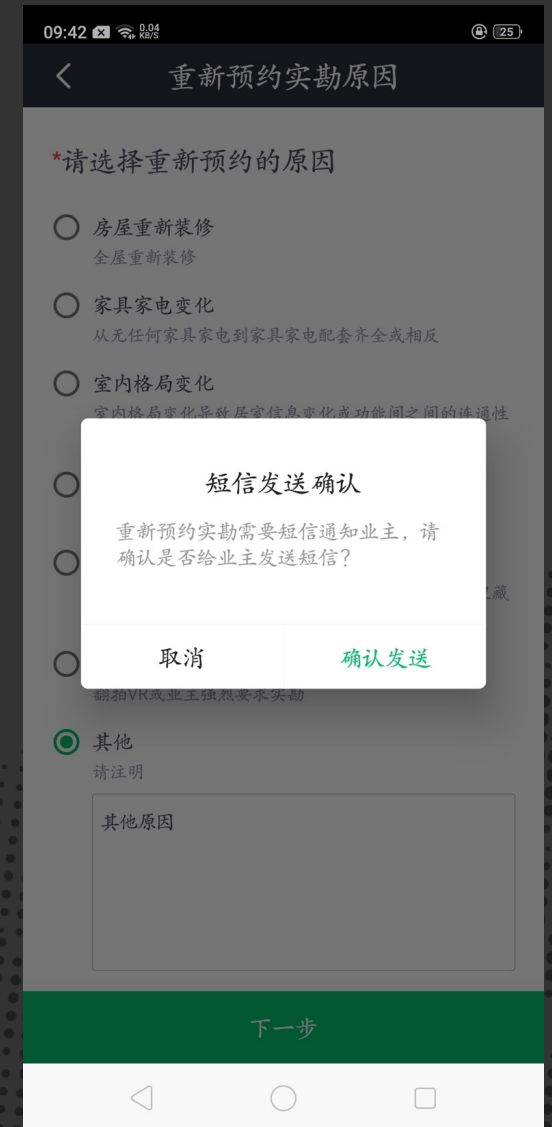 09:42
0.04
KB/S
25
重新预约实勘原因
*请选择重新预约的原因
房屋重新装修
全屋重新装修
家具家电变化
从无任何家具家电到家具家电配套齐全或相反
室内格局变化
室内格局变化导致居室信息变化或功能间之间的连通性
短信发送确认
重新预约实勘需要短信通知业主，请
确认是否给业主发送短信？
藏
取消
确认发送
翻拍VR或业主强烈要求实勘
其他
请注明
其他原因
下一步